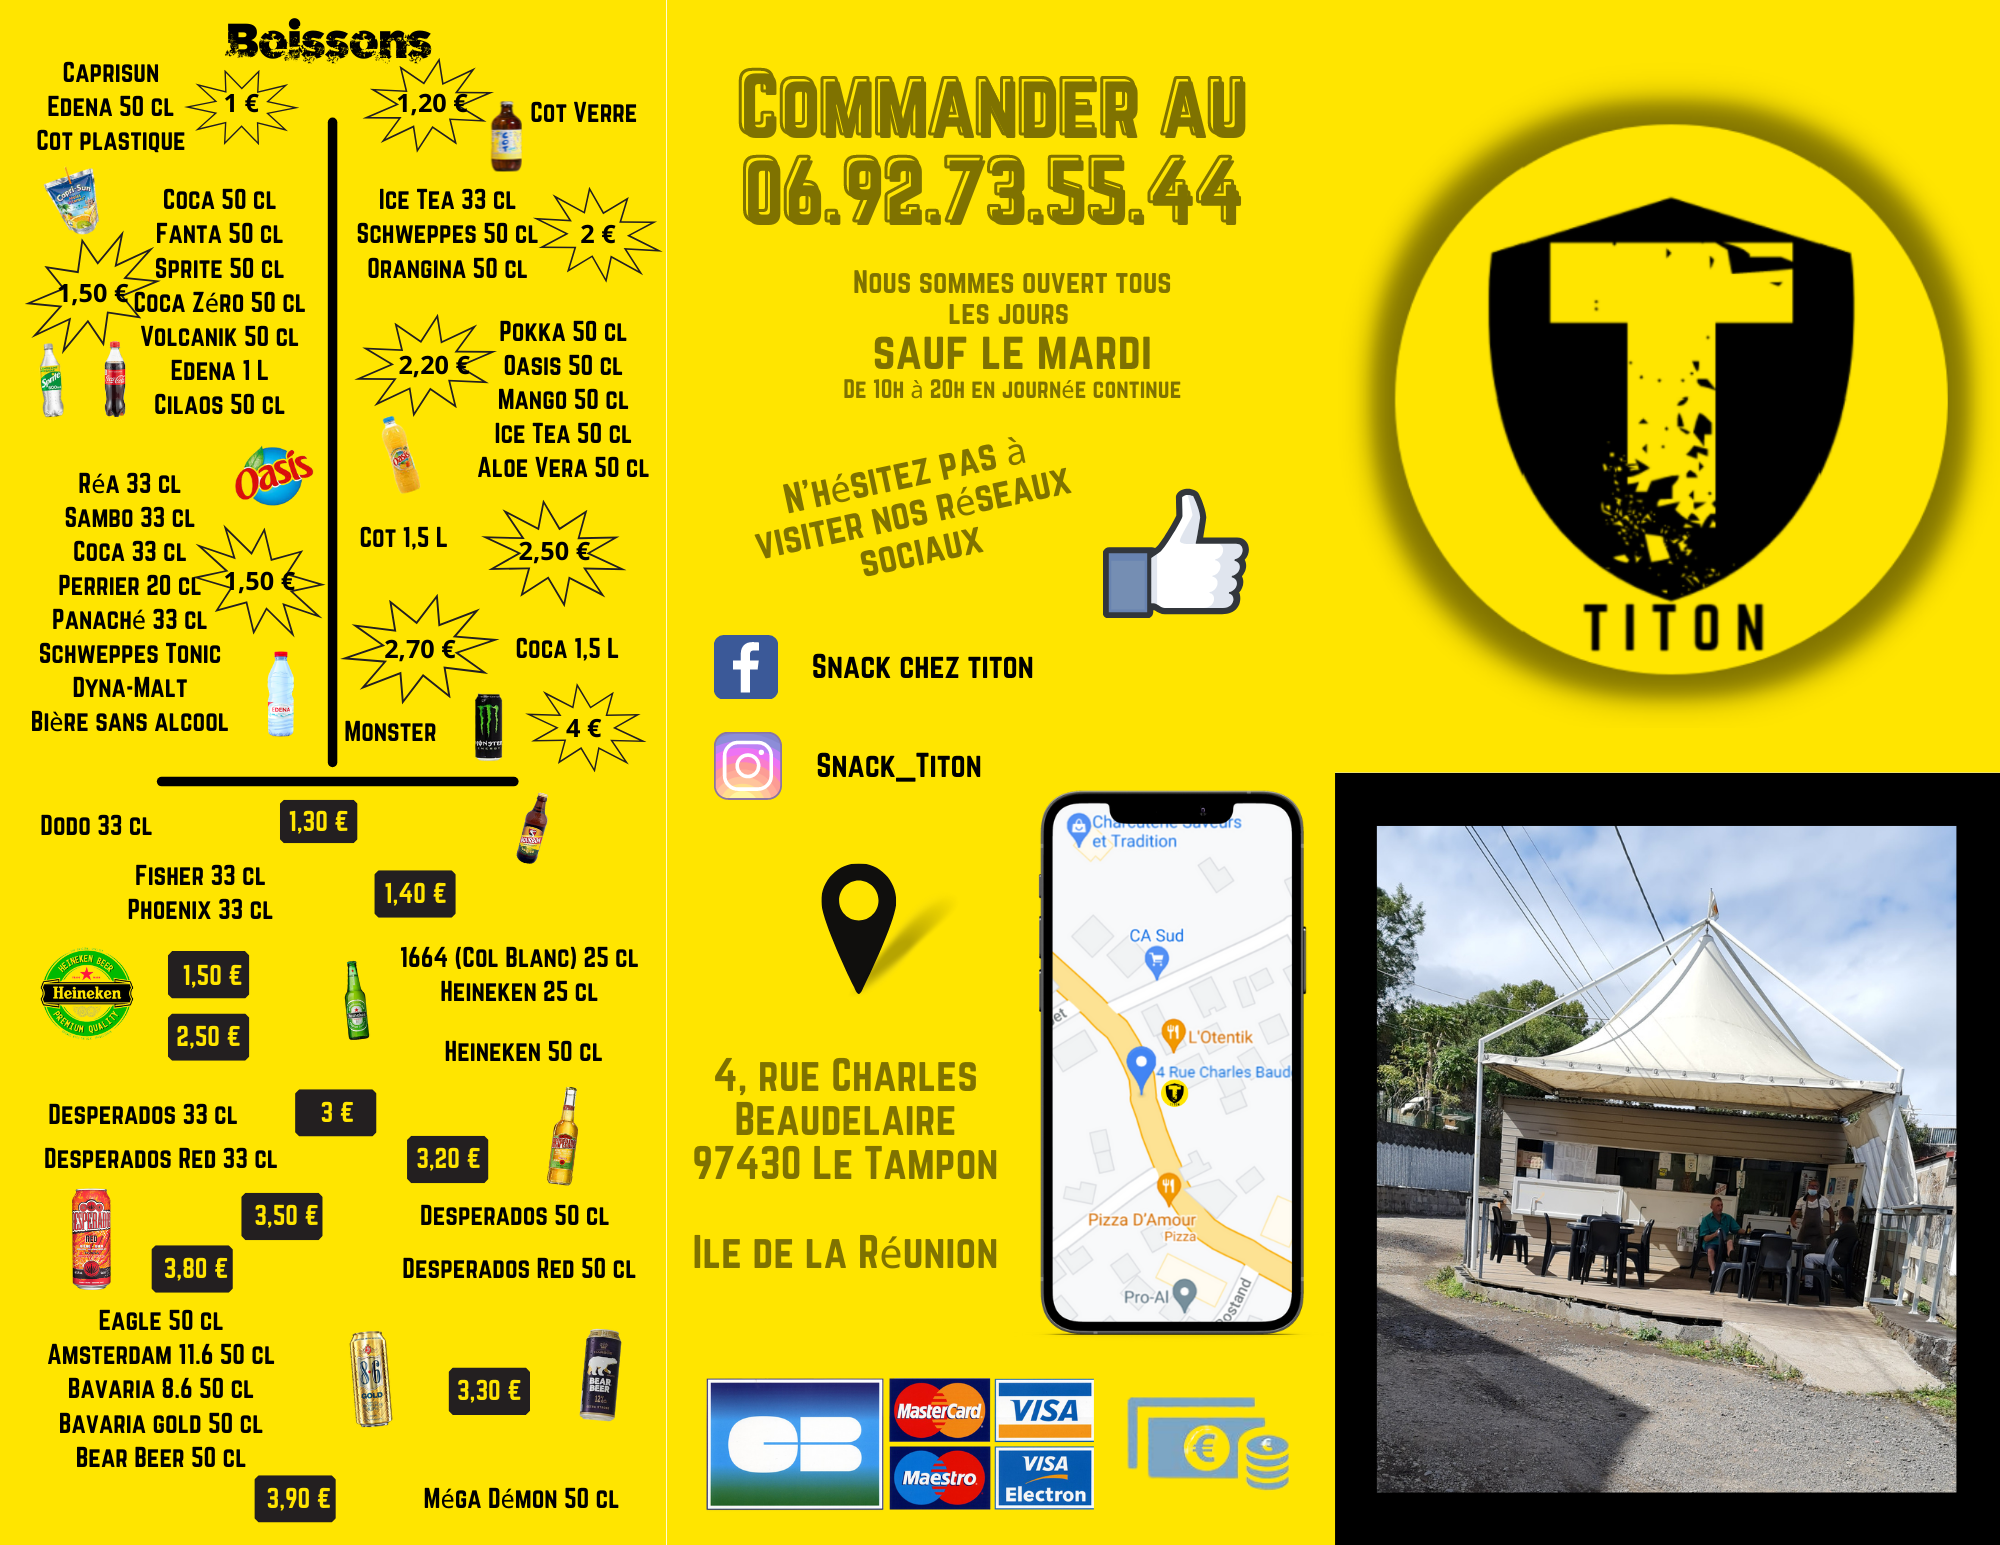 Boissons
Caprisun
Edena 50 cl
Cot plastique
1 €
1,20 €
Cot Verre
Coca 50 cl
Fanta 50 cl
Sprite 50 cl
Coca Zéro 50 cl
Volcanik 50 cl
Edena 1 L
Cilaos 50 cl
1,50 €
Ice Tea 33 cl
Schweppes 50 cl
Orangina 50 cl
2 €
2,20 €
Pokka 50 cl
Oasis 50 cl
Mango 50 cl
Ice Tea 50 cl
Aloe Vera 50 cl
Oasis
Réa 33 cl
Sambo 33 cl
Coca 33 cl
Perrier 20 cl
Panaché 33 cl
Schweppes Tonic
Dyna-Malt
Bière sans alcool
1,50 €
Cot 1,5 L
2,50 €
2,70 €
Coca 1,5 L
Monster
4 €
Dodo 33 cl
1,30 €
Fisher 33 cl
Phoenix 33 cl
1,40 €
HEINEKEN BEER
Heineken
PREMIUM QUALITY
1,50 €
1664 (Col Blanc) 25 cl
Heineken 25 cl
2,50 €
Heineken 50 cl
Desperados 33 cl
3 €
Desperados Red 33 cl
3,20 €
3,50 €
Desperados 50 cl
3,80 €
Desperados Red 50 cl
Eagle 50 cl
Amsterdam 11.6 50 cl
Bavaria 8.6 50 cl
Bavaria gold 50 cl
Bear Beer 50 cl
3,30 €
3,90 €
Méga Démon 50 cl
Commander au
06.92.73.55.44
Nous sommes ouvert tous
les jours
SAUF LE MARDI
De 10h à 20h en journée continue
N'hésitez pas à
visiter nos réseaux
sociaux
Snack chez titon
Snack_Titon
4, rue Charles
Beaudelaire
97430 Le Tampon
Ile de la Réunion
Charcuterie Saveurs
et Tradition
CA Sud
L'Otentik
4 Rue Charles Baud
Pizza D'Amour
Pizza
Pro-Al
ostand
CB
MasterCard
VISA
Maestro
VISA
Electron
T
TITON